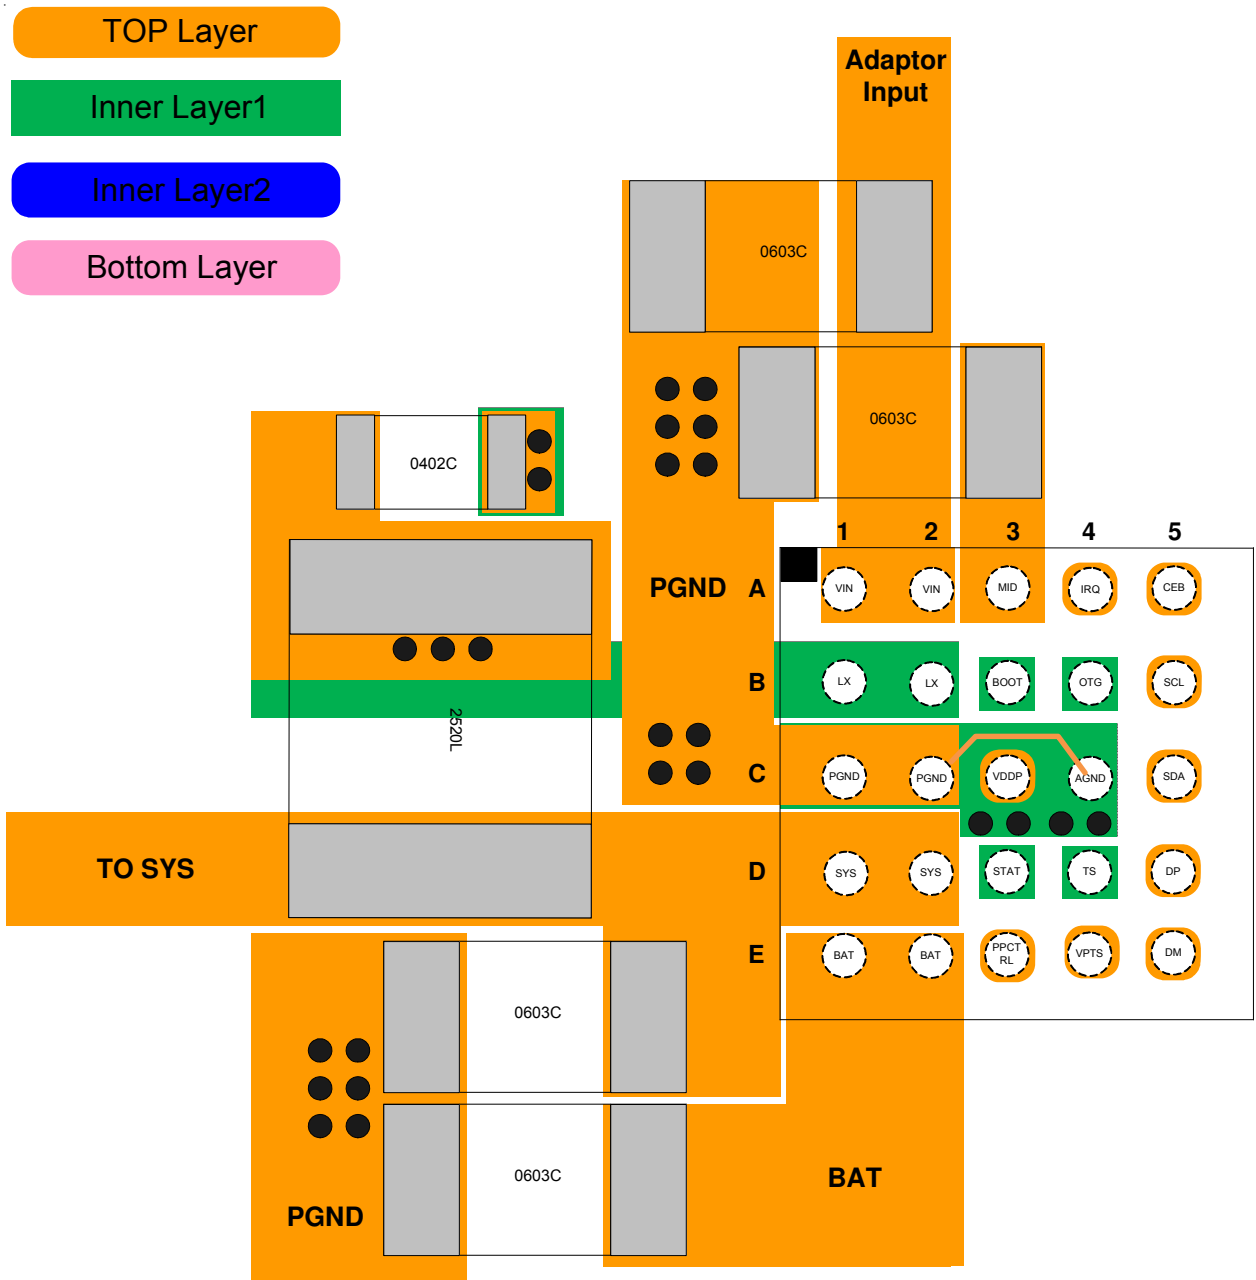 TOP Layer
Inner Layer1
Inner Layer2
Bottom Layer
Adaptor
Input
0603C
0603C
0402C
1 2 3 4 5
PGND
A VIN VIN MID IRQ CEB
B LX LX BOOT OTG SCL
2520L
C PGND PGND VDDP AGND SDA
TO SYS
D SYS SYS STAT TS DP
E BAT BAT PPCT
RL VPTS DM
0603C
0603C
BAT
PGND